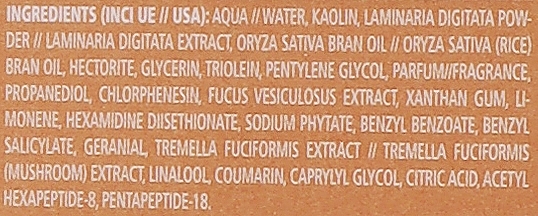 INGREDIENTS (INCI UE // USA): AQUA // WATER, KAOLIN, LAMINARIA DIGITATA POW-
DER // LAMINARIA DIGITATA EXTRACT, ORYZA SATIVA BRAN OIL // ORYZA SATIVA (RICE)
BRAN OIL, HECTORITE, GLYCERIN, TRIOLEIN, PENTYLENE GLYCOL, PARFUM//FRAGRANCE,
PROPANEDIOL, CHLORPHENESIN, FUCUS VESICULOSUS EXTRACT, XANTHAN GUM, LI-
MONENE, HEXAMIDINE DIISETHIONATE, SODIUM PHYTATE, BENZYL BENZOATE, BENZYL
SALICYLATE, GERANIAL, TREMELLA FUCIFORMIS EXTRACT // TREMELLA FUCIFORMIS
(MUSHROOM) EXTRACT, LINALOOL, COUMARIN, CAPRYLYL GLYCOL, CITRIC ACID, ACETYL
HEXAPEPTIDE-8, PENTAPEPTIDE-18.